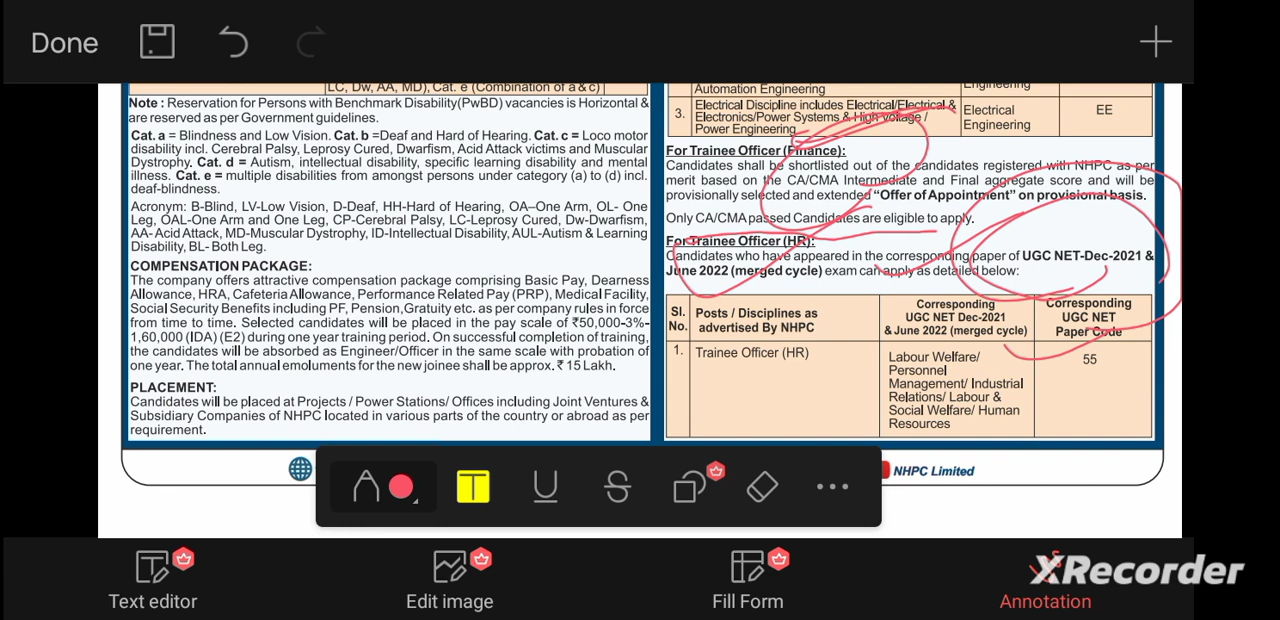 Done
LC, Dw, AA, MD), Cat. e (Combination of a & c)
Note : Reservation for Persons with Benchmark Disability(PwBD) vacancies is Horizontal &
are reserved as per Government guidelines.
Cat. a = Blindness and Low Vision. Cat. b =Deaf and Hard of Hearing. Cat. c = Loco motor
disability incl. Cerebral Palsy, Leprosy Cured, Dwarfism, Acid Attack victims and Muscular
Dystrophy. Cat. d = Autism, intellectual disability, specific learning disability and mental
illness. Cat. e = multiple disabilities from amongst persons under category (a) to (d) incl.
deaf-blindness.
Acronym: B-Blind, LV-Low Vision, D-Deaf, HH-Hard of Hearing, OA–One Arm, OL- One
Leg, OAL-One Arm and One Leg, CP-Cerebral Palsy, LC-Leprosy Cured, Dw-Dwarfism,
AA- Acid Attack, MD-Muscular Dystrophy, ID-Intellectual Disability, AUL-Autism & Learning
Disability, BL- Both Leg.
COMPENSATION PACKAGE:
The company offers attractive compensation package comprising Basic Pay, Dearness
Allowance, HRA, Cafeteria Allowance, Performance Related Pay (PRP), Medical Facility,
Social Security Benefits including PF, Pension,Gratuity etc. as per company rules in force
from time to time. Selected candidates will be placed in the pay scale of ₹50,000-3%-
1,60,000 (IDA) (E2) during one year training period. On successful completion of training,
the candidates will be absorbed as Engineer/Officer in the same scale with probation of
one year. The total annual emoluments for the new joinee shall be approx. ₹ 15 Lakh.
PLACEMENT:
Candidates will be placed at Projects / Power Stations/ Offices including Joint Ventures &
Subsidiary Companies of NHPC located in various parts of the country or abroad as per
requirement.
Automation Engineering
Engineering
3.
Electrical Discipline includes Electrical/Electrical &
Electronics/Power Systems & High Voltage /
Power Engineering
Electrical
Engineering
EE
For Trainee Officer (Finance):
Candidates shall be shortlisted out of the candidates registered with NHPC as per
merit based on the CA/CMA Intermediate and Final aggregate score and will be
provisionally selected and extended “Offer of Appointment” on provisional basis.
Only CA/CMA passed Candidates are eligible to apply.
For Trainee Officer (HR):
Candidates who have appeared in the corresponding paper of UGC NET-Dec-2021 &
June 2022 (merged cycle) exam can apply as detailed below:
Sl.
No.
Posts / Disciplines as
advertised By NHPC
Corresponding
UGC NET Dec-2021
& June 2022 (merged cycle)
Corresponding
UGC NET
Paper Code
1.
Trainee Officer (HR)
Labour Welfare/
Personnel
Management/ Industrial
Relations/ Labour &
Social Welfare/ Human
Resources
55
NHPC Limited
Text editor
Edit image
Fill Form
Annotation
XRecorder